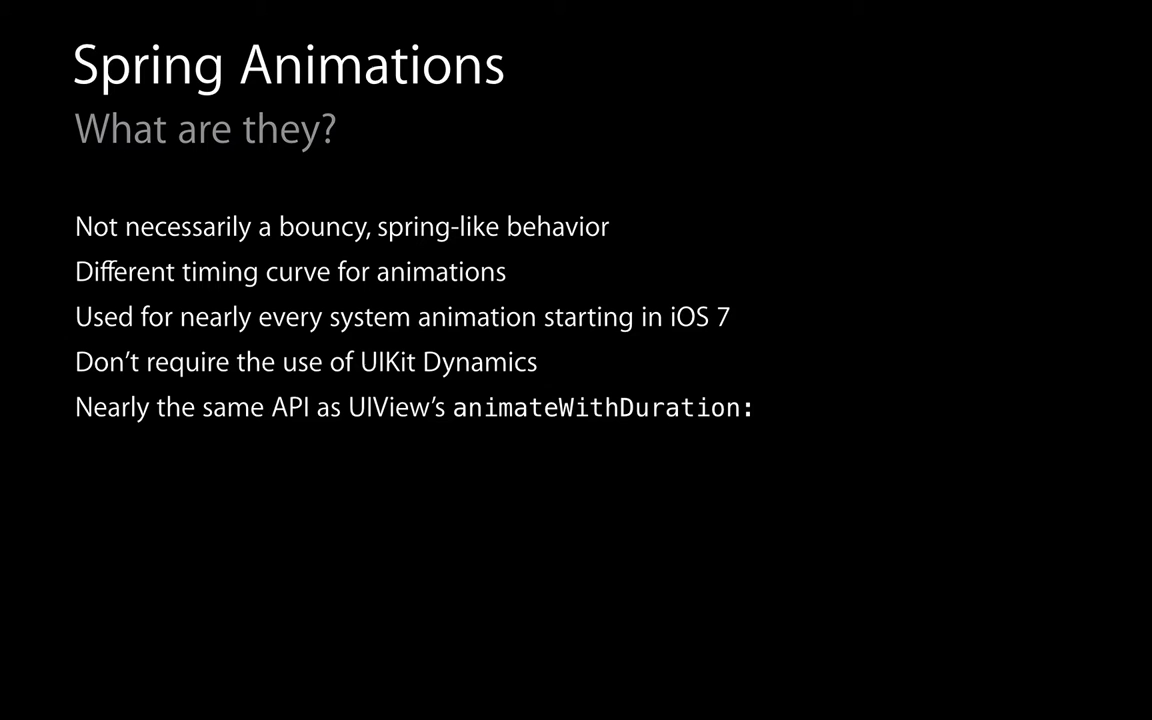 Spring Animations
What are they?
Not necessarily a bouncy, spring-like behavior
Different timing curve for animations
Used for nearly every system animation starting in iOS 7
Don’t require the use of UIKit Dynamics
Nearly the same API as UIView’s animateWithDuration: